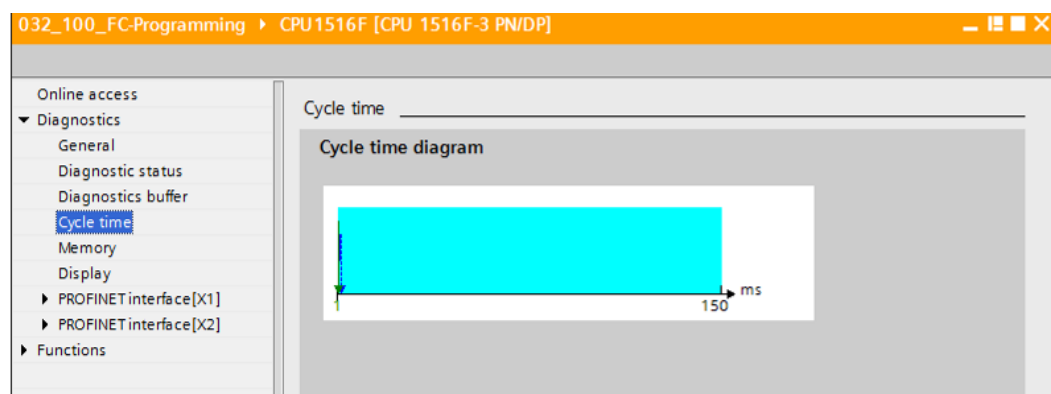 032_100_FC-Programming ▸ CPU1516F [CPU 1516F-3 PN/DP]
Online access
Diagnostics
General
Diagnostic status
Diagnostics buffer
Cycle time
Memory
Display
PROFINET interface[X1]
PROFINET interface[X2]
Functions
Cycle time
Cycle time diagram
ms
1 150